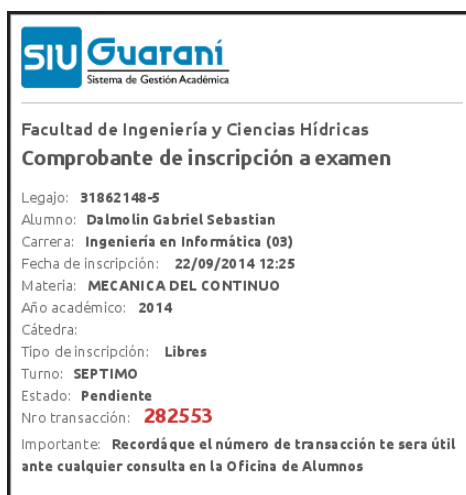 SIU Guaraní
Sistema de Gestión Académica
Facultad de Ingeniería y Ciencias Hídricas
Comprobante de inscripción a examen
Legajo: 31862148-5
Alumno: Dalmolin Gabriel Sebastian
Carrera: Ingeniería en Informática (03)
Fecha de inscripción: 22/09/2014 12:25
Materia: MECANICA DEL CONTINUO
Año académico: 2014
Cátedra:
Tipo de inscripción: Libres
Turno: SEPTIMO
Estado: Pendiente
Nro transacción: 282553
Importante: Recordáque el número de transacción te sera útil
ante cualquier consulta en la Oficina de Alumnos